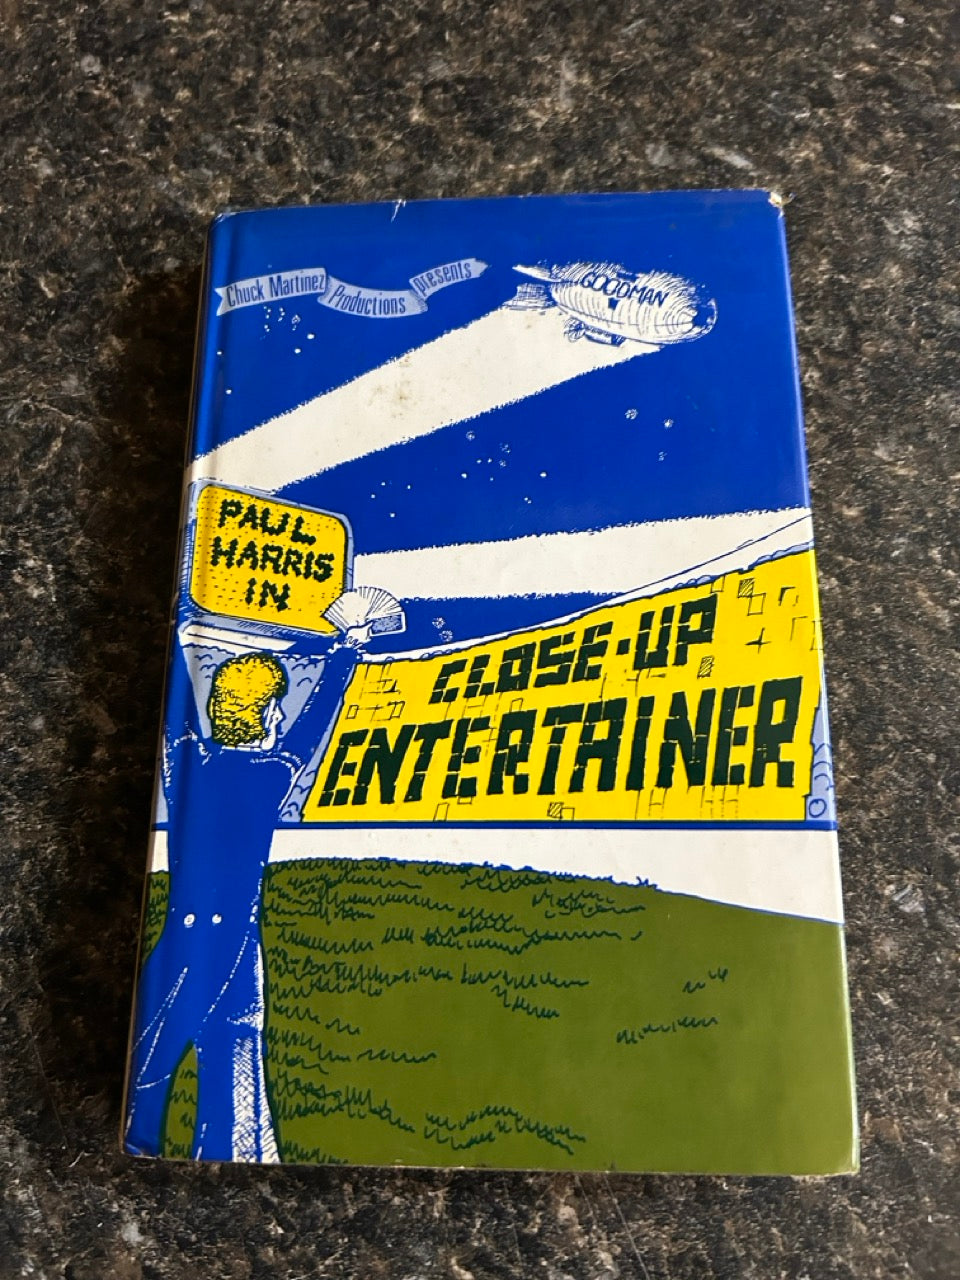 Chuck Martinez
Productions
presents
GOODMAN
PAUL
HARRIS
IN
CLOSE-UP
ENTERTAINER